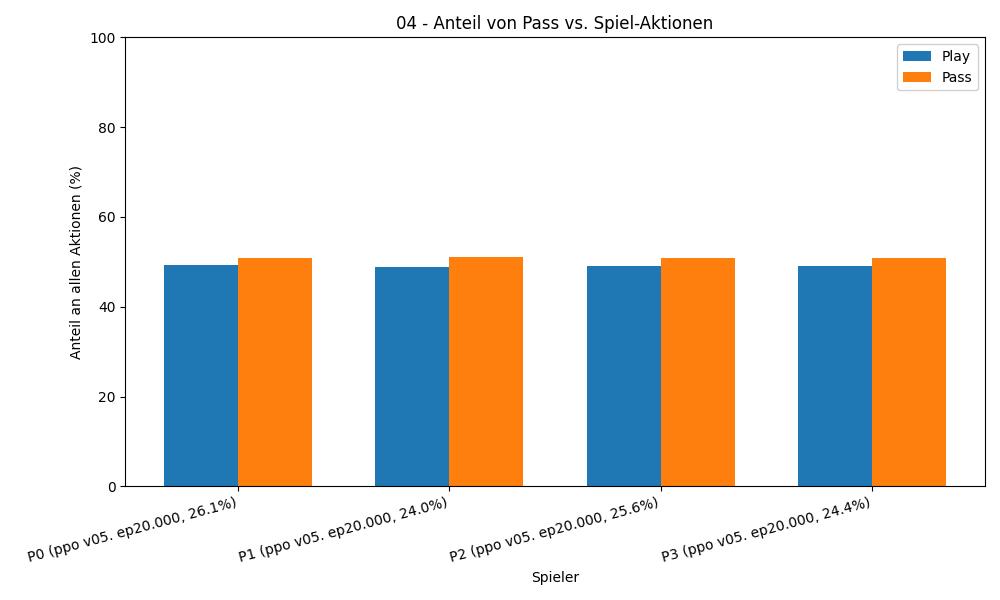 04 - Anteil von Pass vs. Spiel-Aktionen
Play
Pass
Anteil an allen Aktionen (%)
100
80
60
40
20
0
P0 (ppo v05. ep20.000, 26.1%)
P1 (ppo v05. ep20.000, 24.0%)
P2 (ppo v05. ep20.000, 25.6%)
P3 (ppo v05. ep20.000, 24.4%)
Spieler